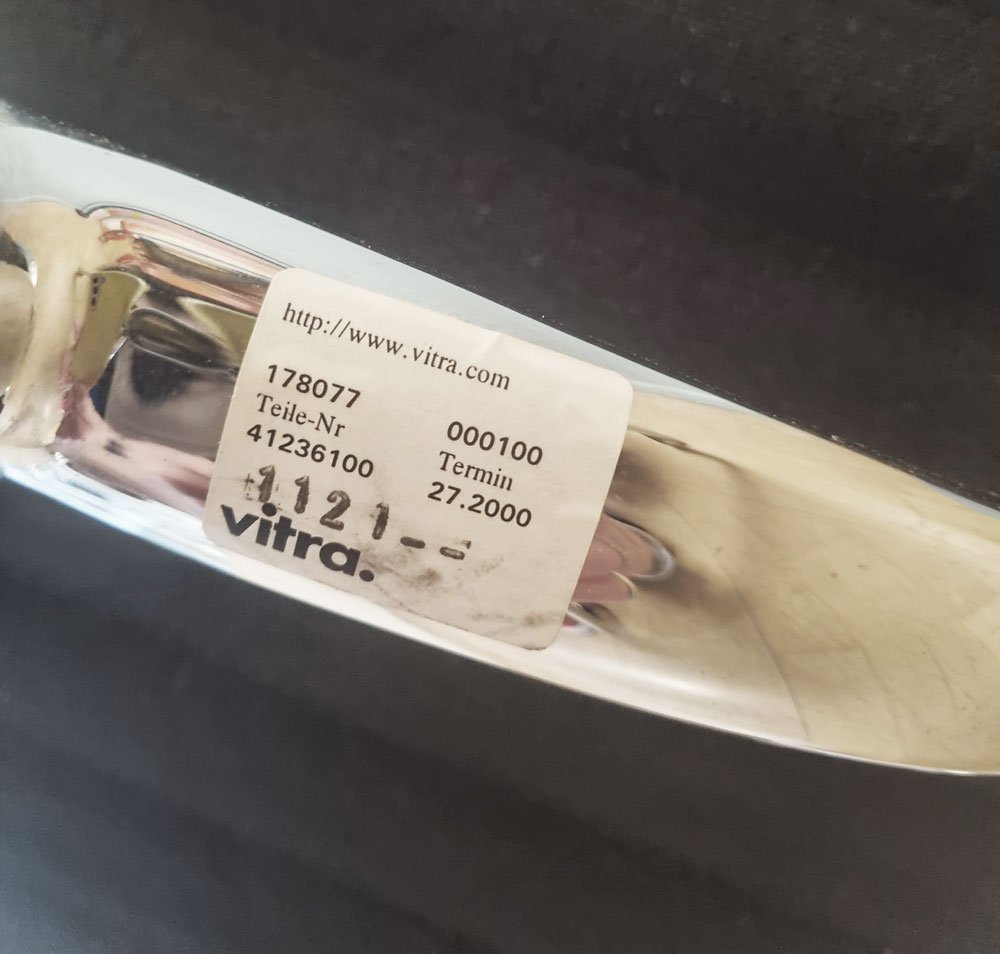 http://www.vitra.com
178077 000100
Teile-Nr Termin
41236100 27.2000
1121--
vitra.